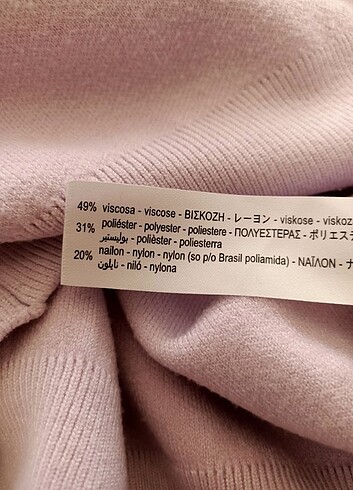 49% viscosa - viscose - ΒΙΣΚΟΖΗ - レーヨン - viskose - viskoz
31% poliéster - polyester - poliestere - ΠΟΛΥΕΣΤΕΡΑΣ - ポリエステ
بوليستير - polièster - poliesterra
20% nailon - nylon - nylon (so p/o Brasil poliamida) - ΝΑΪΛΟΝ - ナ
نايلون - niló - nylona